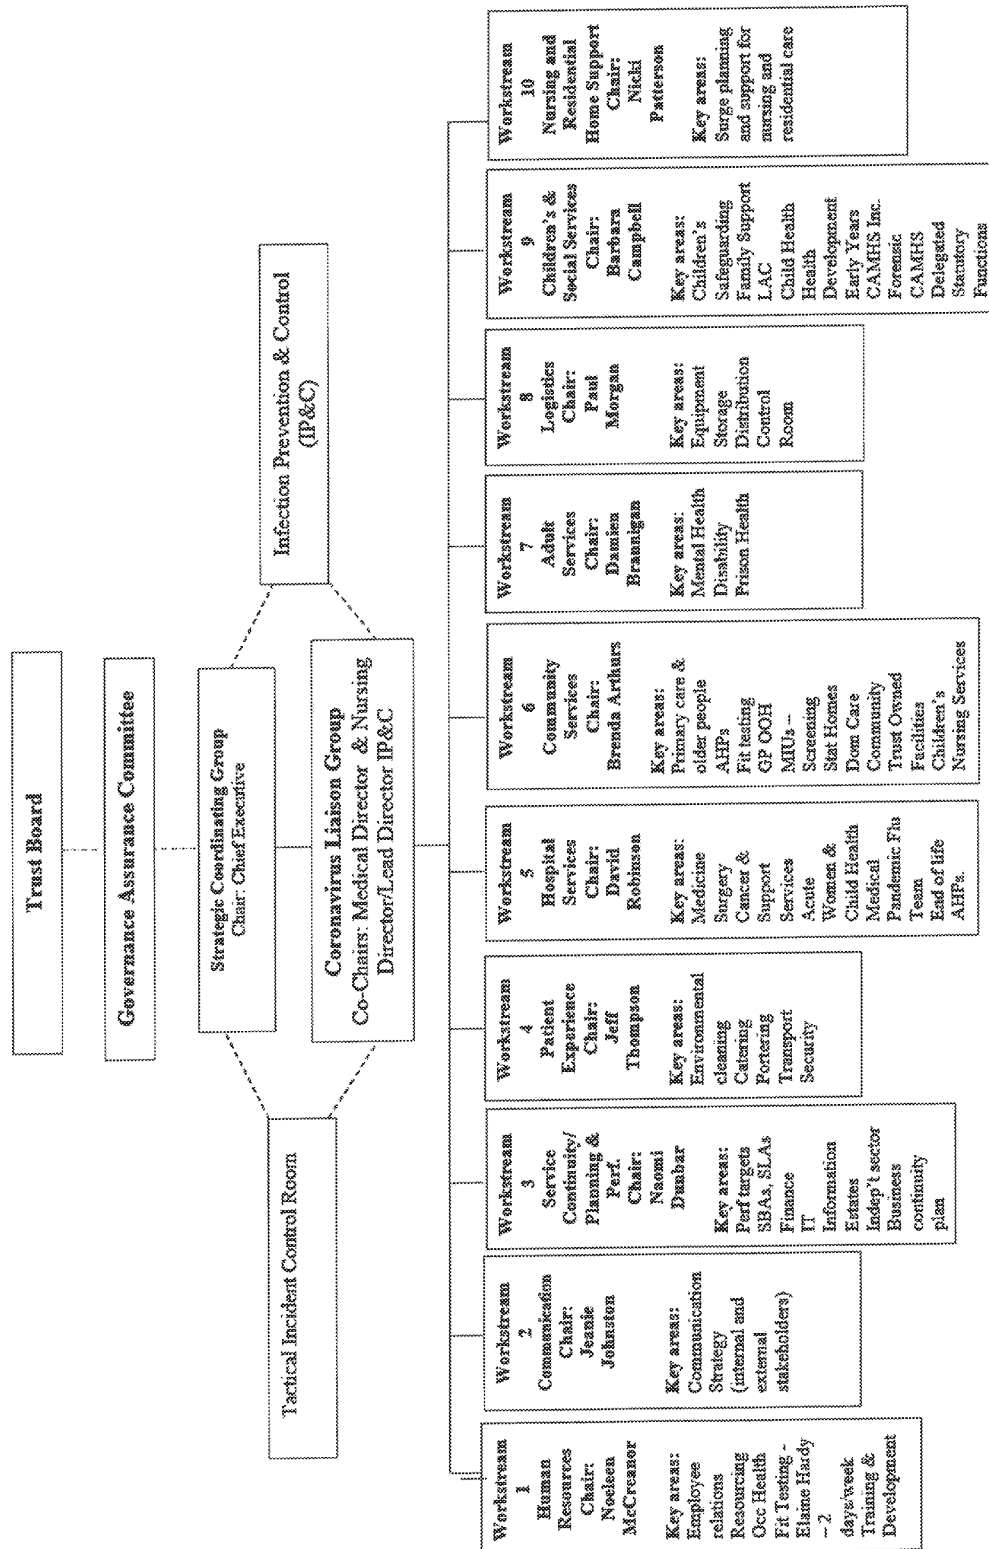 Trust Board
Governance Assurance Committee
Strategic Coordinating Group
Chair: Chief Executive
Tactical Incident Control Room
Infection Prevention & Control
(IP&C)
Coronavirus Liaison Group
Co-Chairs: Medical Director & Nursing
Director/Lead Director IP&C
Workstream
1
Human
Resources
Chair:
Noeleen
McCreanor
Key areas:
Employee
relations
Resourcing
Occ Health
Fit Testing -
Elaine Hardy
– 2
days/week
Training &
Development
Workstream
2
Communication
Chair:
Jeanie
Johnston
Key areas:
Communication
Strategy
(internal and
external
stakeholders)
Workstream
3
Service
Continuity/
Planning &
Perf.
Chair:
Naomi
Dunbar
Key areas:
Perf targets
SBAs, SLAs
Finance
IT
Information
Estates
Indep't sector
Business
continuity
plan
Workstream
4
Patient
Experience
Chair:
Jeff
Thompson
Key areas:
Environmental
cleaning
Catering
Portering
Transport
Security
Workstream
5
Hospital
Services
Chair:
David
Robinson
Key areas:
Medicine
Surgery
Cancer &
Support
Services
Acute
Women &
Child Health
Medical
Pandemic Flu
Team
End of life
AHPs.
Workstream
6
Community
Services
Chair:
Brenda Arthurs
Key areas:
Primary care &
older people
AHPs
Fit testing
GP OOH
MIUs –
Screening
Stat Homes
Dom Care
Community
Trust Owned
Facilities
Children's
Nursing Services
Workstream
7
Adult
Services
Chair:
Damien
Brannigan
Key areas:
Mental Health
Disability
Prison Health
Workstream
8
Logistics
Chair:
Paul
Morgan
Key areas:
Equipment
Storage
Distribution
Control
Room
Workstream
9
Children's &
Social Services
Chair:
Barbara
Campbell
Key areas:
Children's
Safeguarding
Family Support
LAC
Child Health
Health
Development
Early Years
CAMHS Inc.
Forensic
CAMHS
Delegated
Statutory
Functions
Workstream
10
Nursing and
Residential
Home Support
Chair:
Nicki
Patterson
Key areas:
Surge planning
and support for
nursing and
residential care